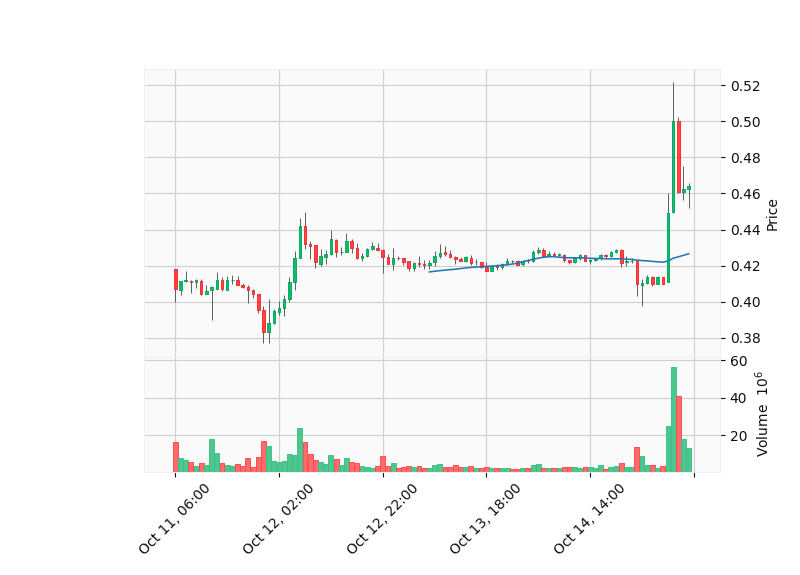 0.52
0.50
0.48
0.46
0.44
0.42
0.40
0.38
Price
60
40
20
Volume 10⁶
Oct 11, 06:00
Oct 12, 02:00
Oct 12, 22:00
Oct 13, 18:00
Oct 14, 14:00